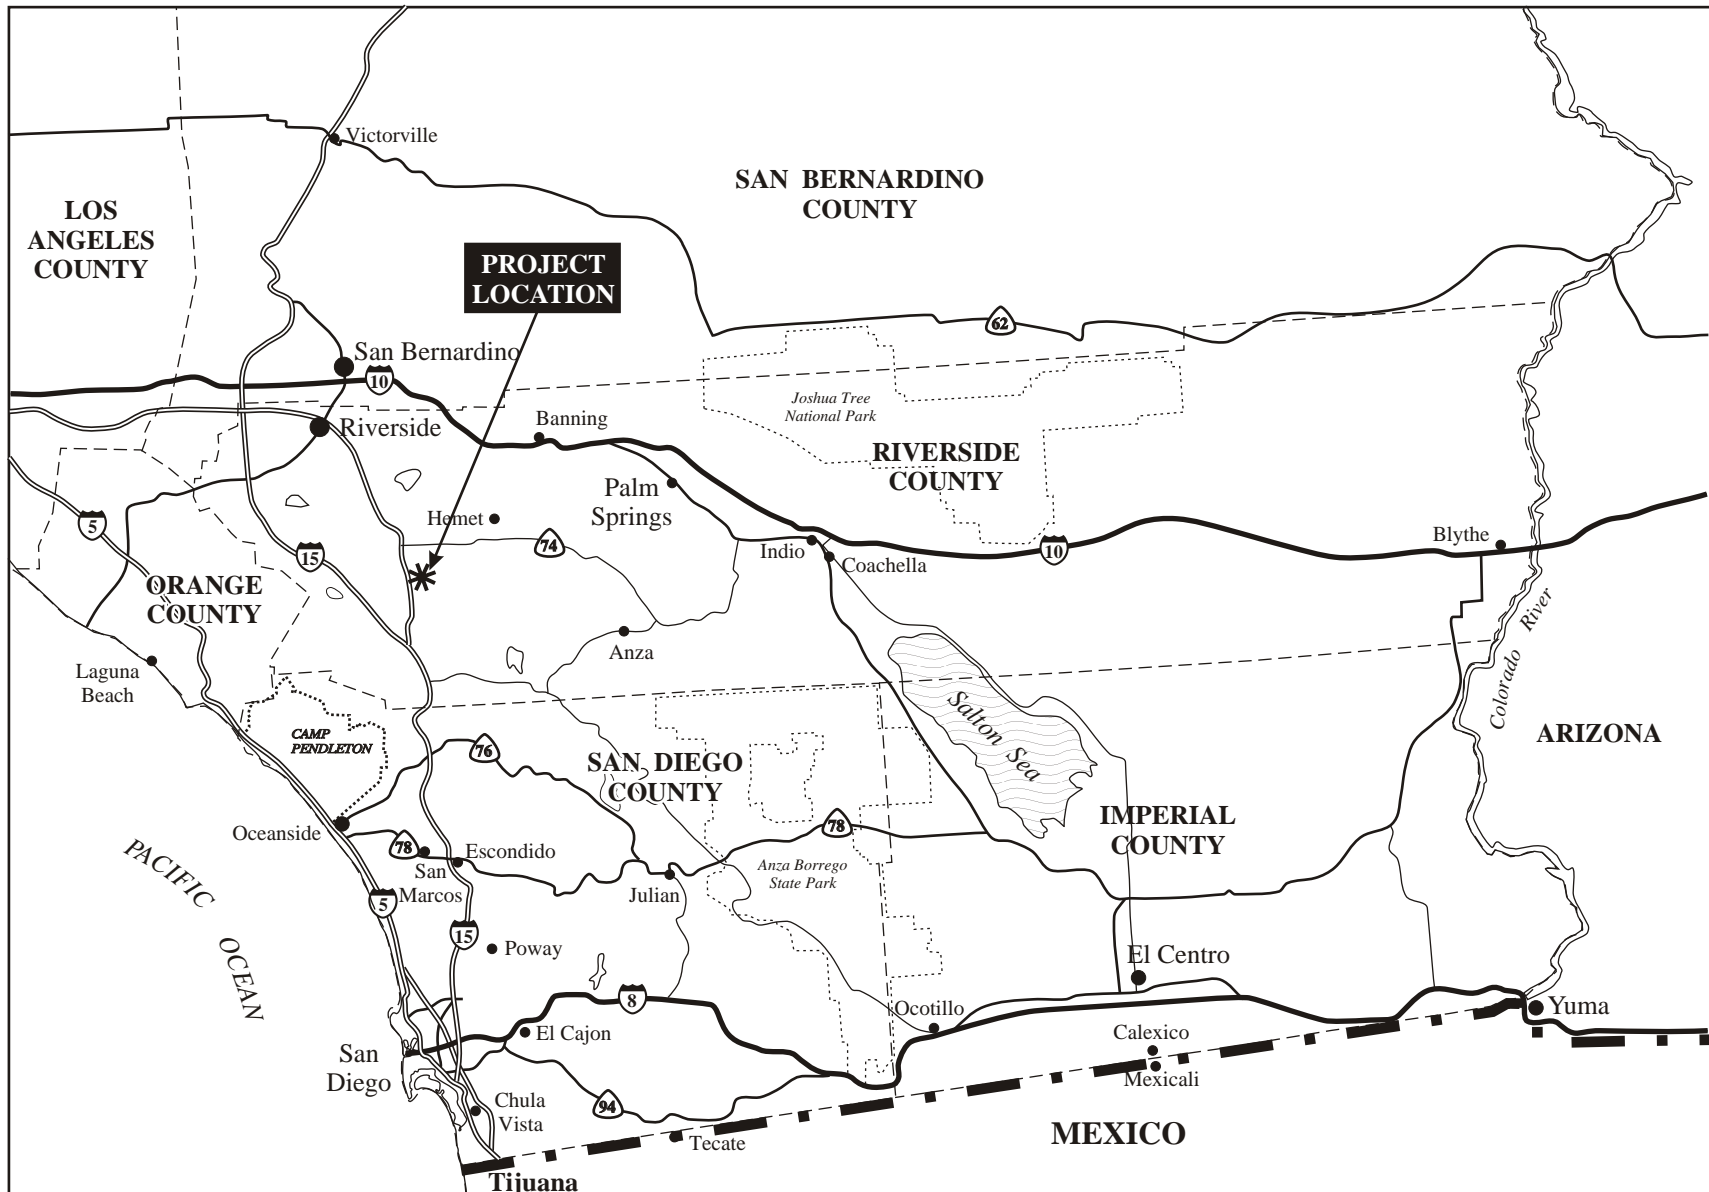 Victorville
SAN BERNARDINO
COUNTY
LOS
ANGELES
COUNTY
PROJECT
LOCATION
62
San Bernardino
10
Joshua Tree
National Park
Banning
Riverside
RIVERSIDE
COUNTY
Palm
Springs
Hemet
5
15
74
Indio
10
Blythe
Coachella
ORANGE
COUNTY
Colorado River
Anza
Laguna
Beach
Salton Sea
CAMP
PENDLETON
76
SAN DIEGO
COUNTY
ARIZONA
IMPERIAL
COUNTY
Oceanside
78
78
Escondido
San
Marcos
Anza Borrego
State Park
Julian
PACIFIC
OCEAN
5
15
Poway
El Centro
8
Ocotillo
Yuma
El Cajon
San
Diego
Calexico
Mexicali
Chula
Vista
94
Tecate
MEXICO
Tijuana